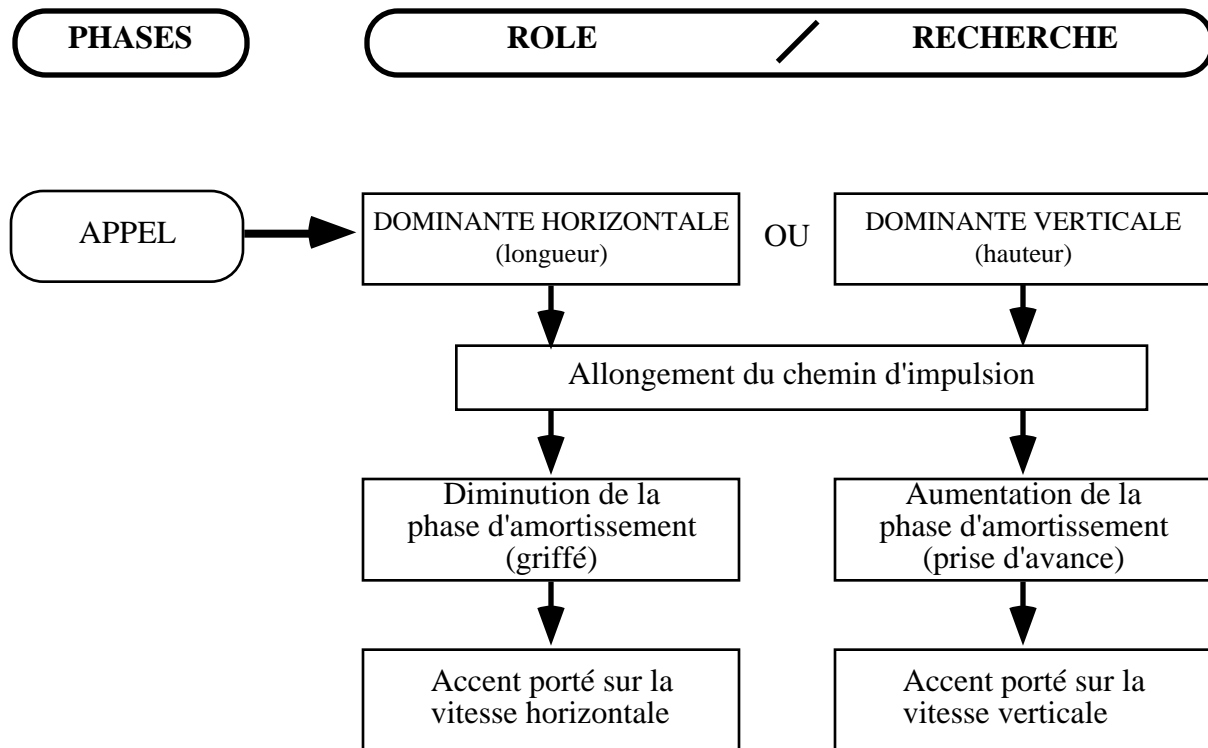 PHASES
ROLE / RECHERCHE
APPEL
DOMINANTE HORIZONTALE
(longueur)
OU
DOMINANTE VERTICALE
(hauteur)
Allongement du chemin d'impulsion
Diminution de la
phase d'amortissement
(griffé)
Aumentation de la
phase d'amortissement
(prise d'avance)
Accent porté sur la
vitesse horizontale
Accent porté sur la
vitesse verticale